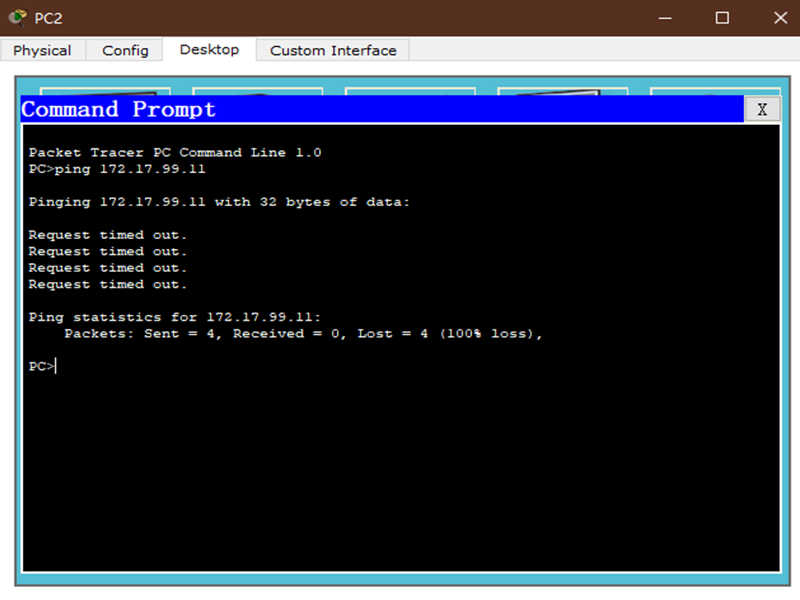 PC2
Physical Config Desktop Custom Interface
Command Prompt X
Packet Tracer PC Command Line 1.0
PC>ping 172.17.99.11
Pinging 172.17.99.11 with 32 bytes of data:
Request timed out.
Request timed out.
Request timed out.
Request timed out.
Ping statistics for 172.17.99.11:
Packets: Sent = 4, Received = 0, Lost = 4 (100% loss),
PC>